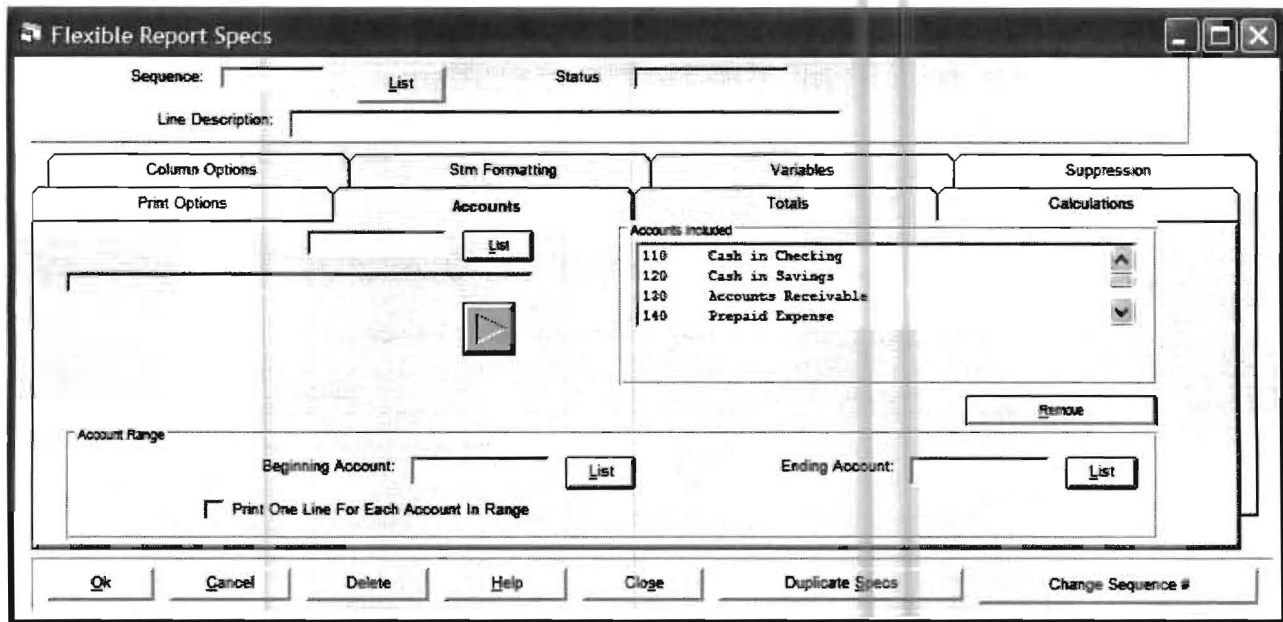 Flexible Report Specs
Sequence: List Status
Line Description:
Column Options Stm Formatting Variables Suppression
Print Options Accounts Totals Calculations
List
Accounts Included
110 Cash in Checking
120 Cash in Savings
130 Accounts Receivable
140 Prepaid Expense
Remove
Account Range
Beginning Account: List Ending Account: List
Print One Line For Each Account In Range
Ok Cancel Delete Help Close Duplicate Specs Change Sequence #